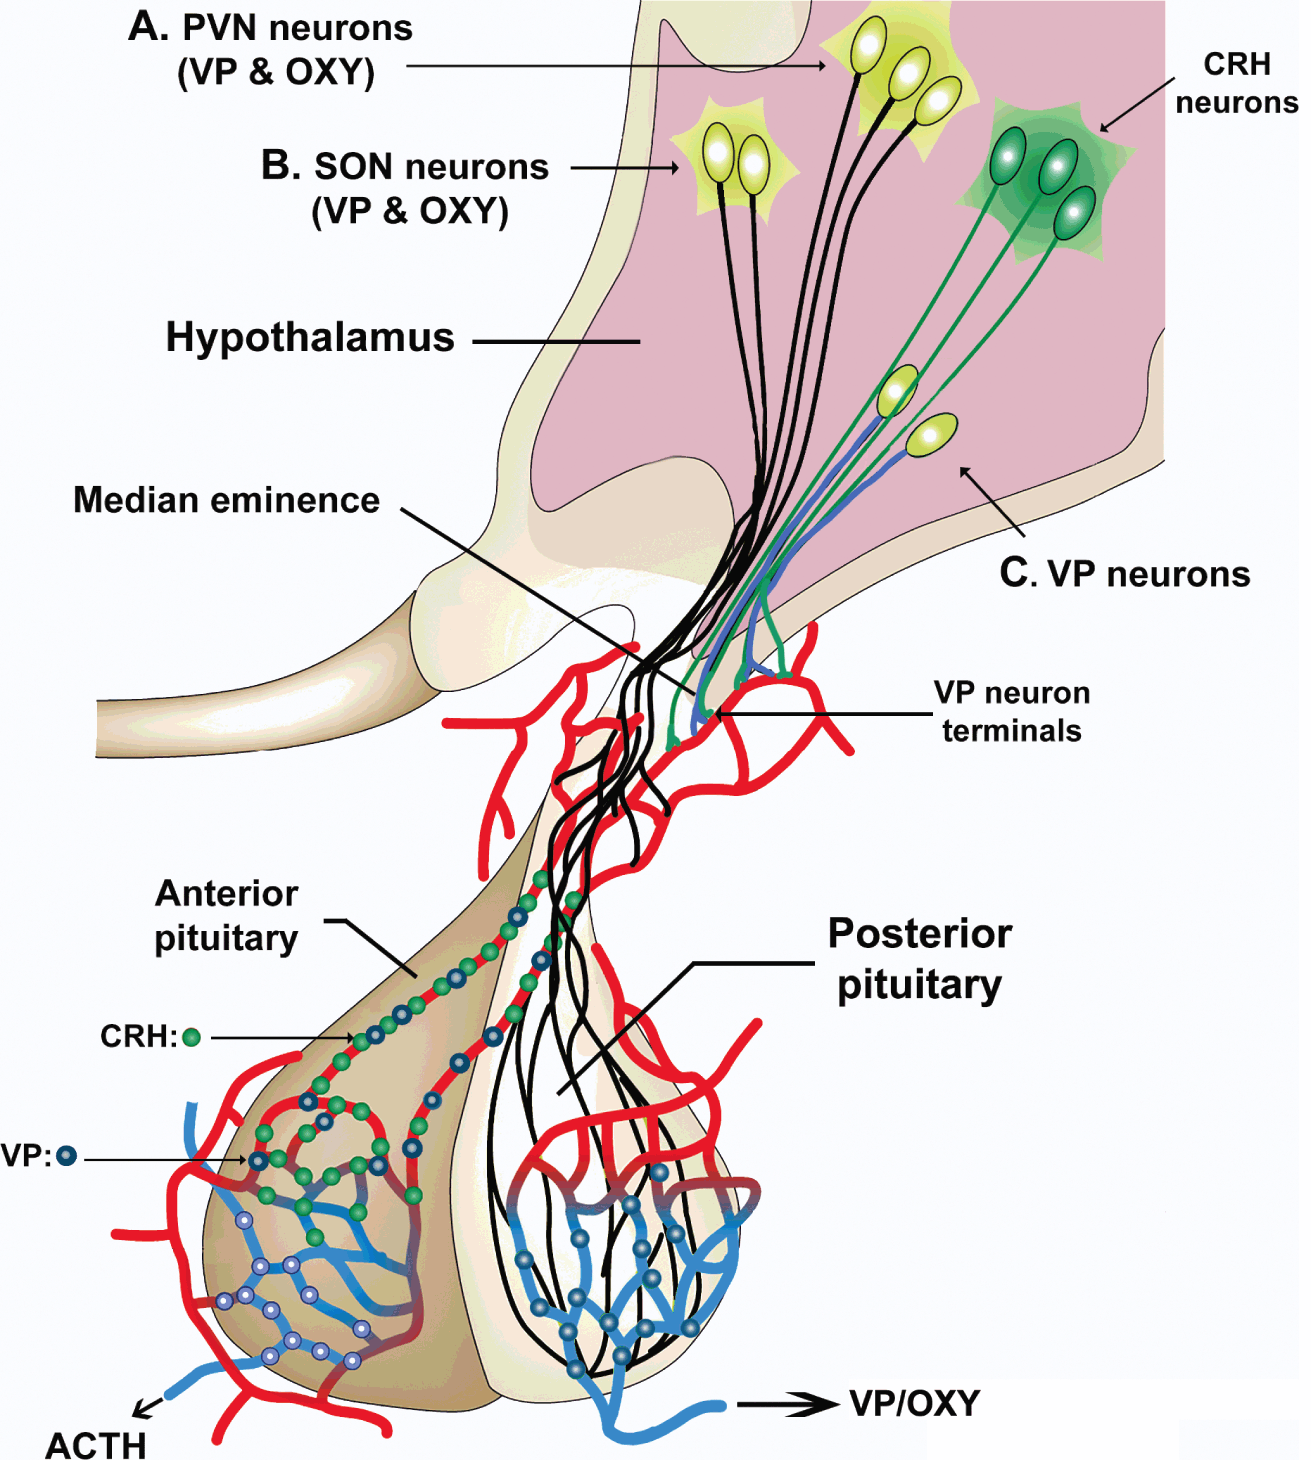 A. PVN neurons
(VP & OXY)
CRH
neurons
B. SON neurons
(VP & OXY)
Hypothalamus
Median eminence
C. VP neurons
VP neuron
terminals
Anterior
pituitary
Posterior
pituitary
CRH:
VP:
VP/OXY
ACTH